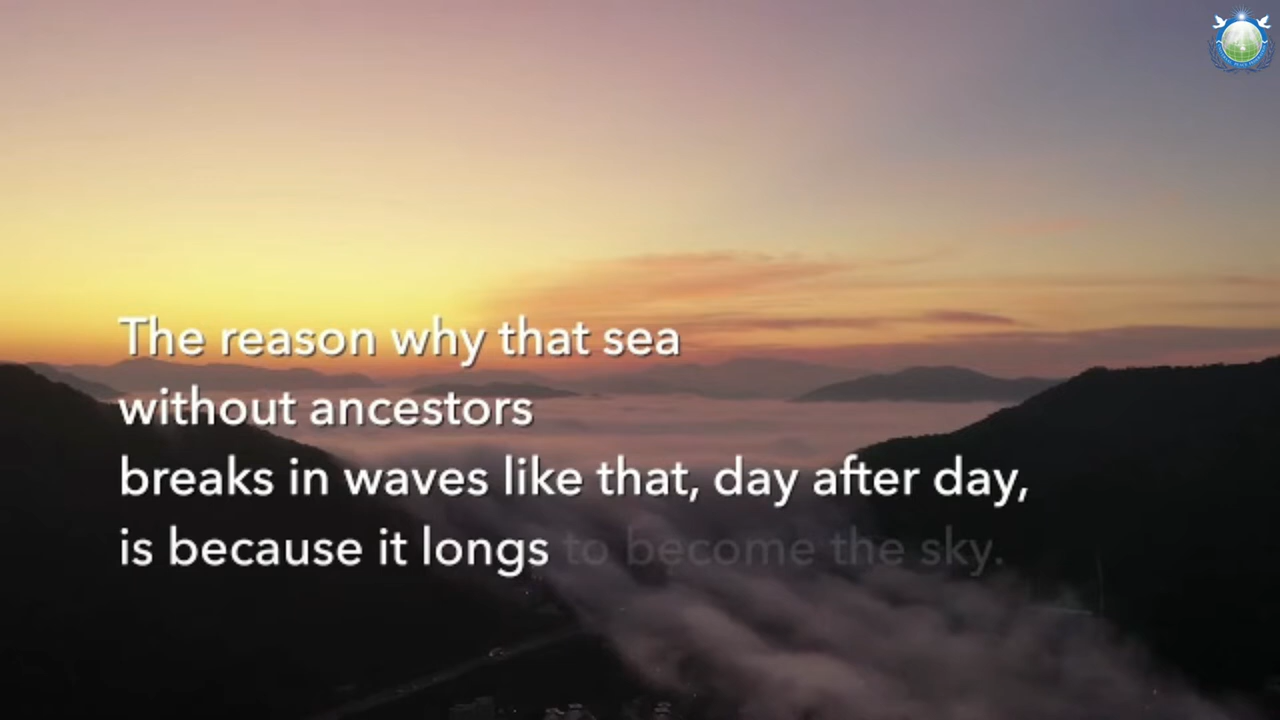 The reason why that sea
without ancestors
breaks in waves like that, day after day,
is because it longs to become the sky.